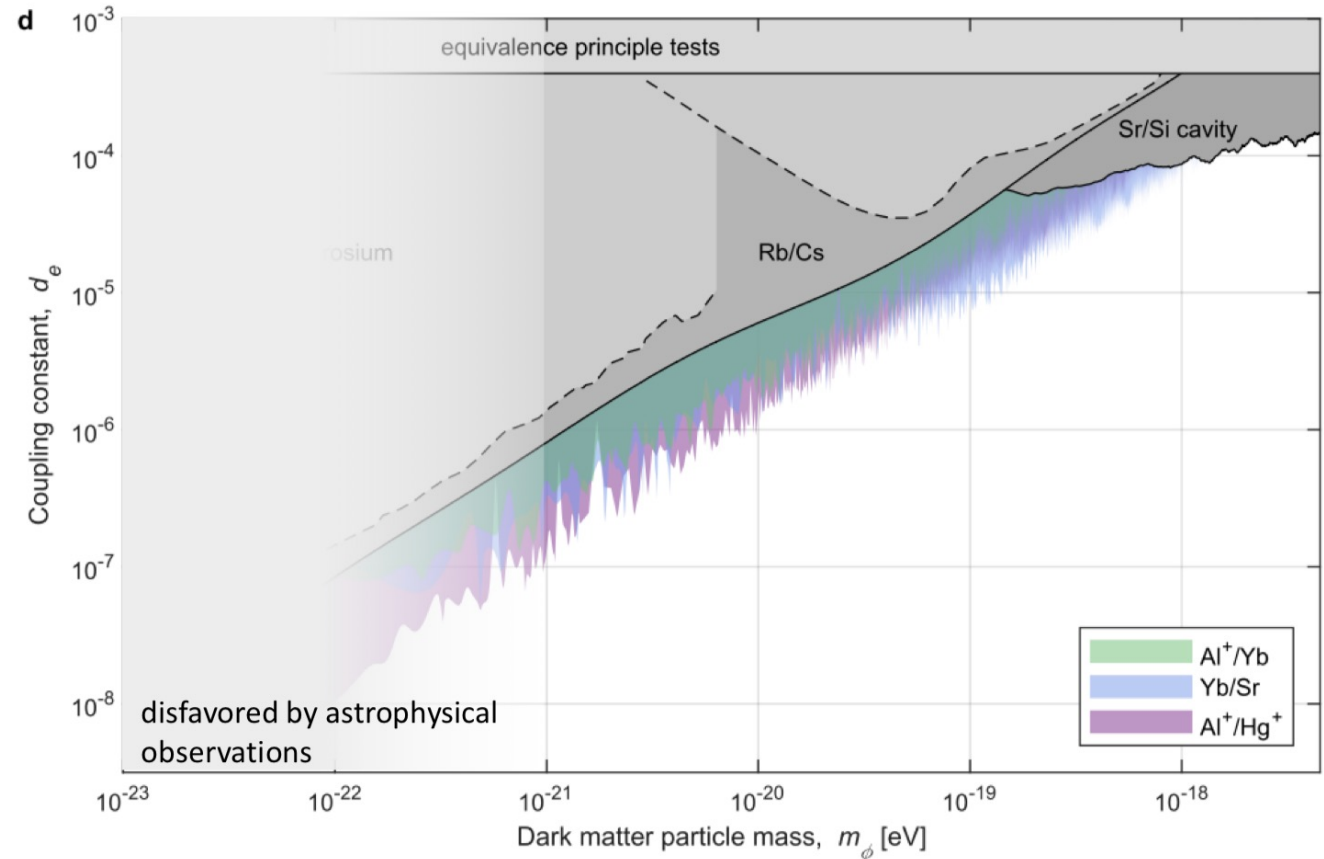 d
equivalence principle tests
Sr/Si cavity
rosium
Rb/Cs
disfavored by astrophysical
observations
Al⁺/Yb
Yb/Sr
Al⁺/Hg⁺
Coupling constant, dₑ
10⁻³
10⁻⁴
10⁻⁵
10⁻⁶
10⁻⁷
10⁻⁸
10⁻²³
10⁻²²
10⁻²¹
10⁻²⁰
10⁻¹⁹
10⁻¹⁸
Dark matter particle mass, m_ϕ [eV]